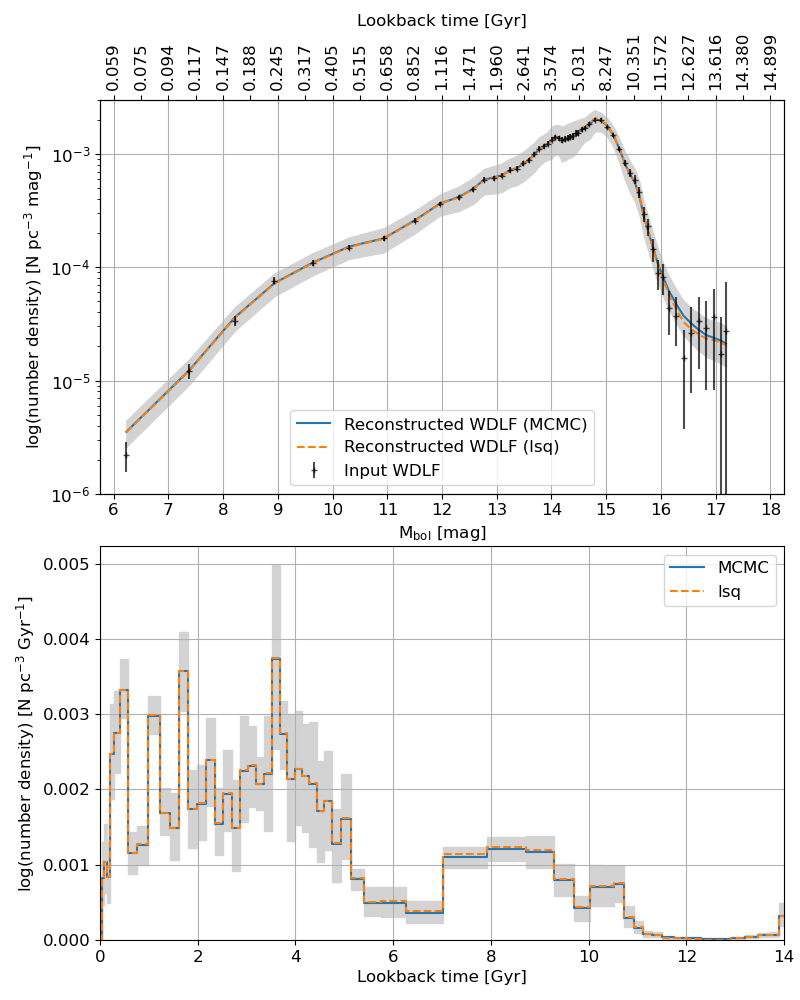 Lookback time [Gyr]
0.059 0.075 0.094 0.117 0.147 0.188 0.245 0.317 0.405 0.515 0.658 0.852 1.116 1.471 1.960 2.641 3.574 5.031 8.247 10.351 11.572 12.627 13.616 14.380 14.899
log(number density) [N pc⁻³ mag⁻¹]
10⁻³
10⁻⁴
10⁻⁵
10⁻⁶
Reconstructed WDLF (MCMC)
Reconstructed WDLF (lsq)
Input WDLF
6 7 8 9 10 11 12 13 14 15 16 17 18
M_bol [mag]
log(number density) [N pc⁻³ Gyr⁻¹]
0.005
0.004
0.003
0.002
0.001
0.000
MCMC
lsq
0 2 4 6 8 10 12 14
Lookback time [Gyr]